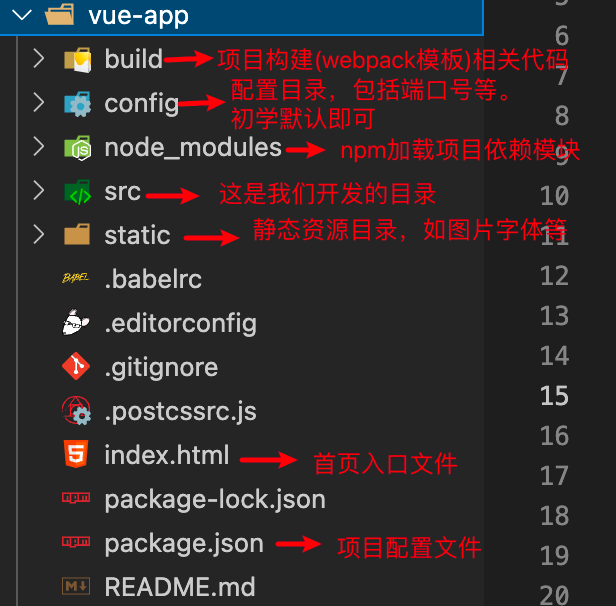 vue-app
6
build 项目构建(webpack模板)相关代码
7
config 配置目录，包括端口号等。
初学默认即可
8
node_modules npm加载项目依赖模块
9
src 这是我们开发的目录
10
static 静态资源目录，如图片字体等
11
.babelrc
12
.editorconfig
13
.gitignore
14
.postcssrc.js
15
index.html 首页入口文件
16
17
package-lock.json
18
package.json 项目配置文件
19
README.md
20